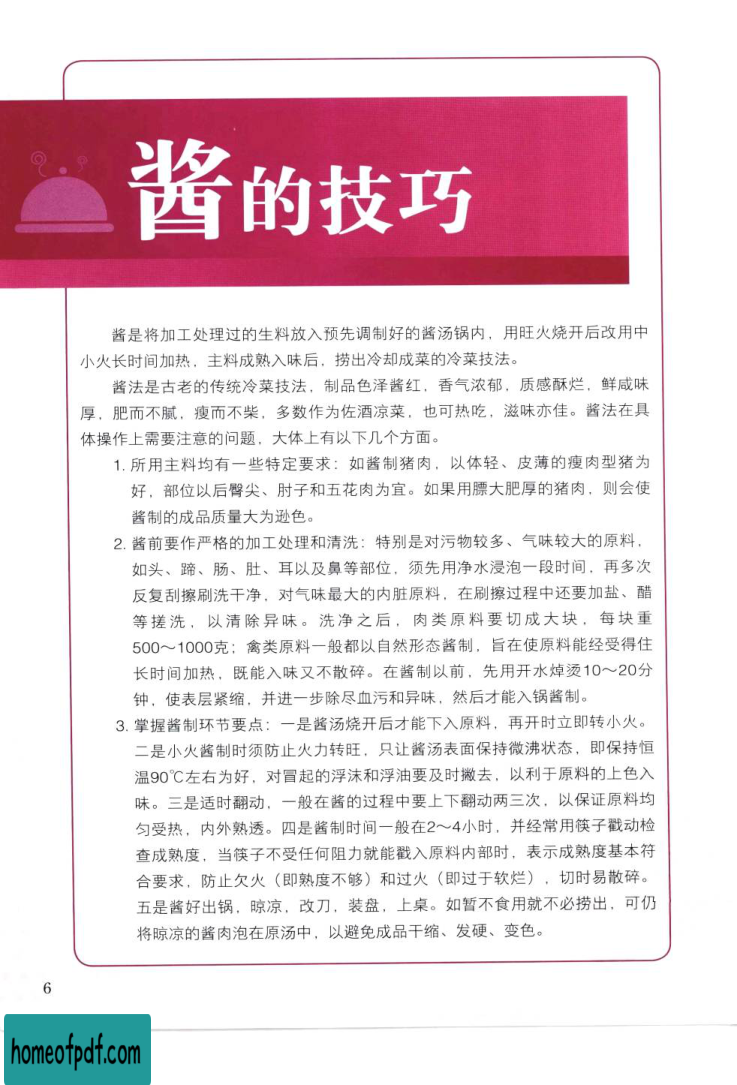 酱的技巧
酱是将加工处理过的生料放入预先调制好的酱汤锅内，用旺火烧开后改用中
小火长时间加热，主料成熟入味后，捞出冷却成菜的冷菜技法。
酱法是古老的传统冷菜技法，制品色泽酱红，香气浓郁，质感酥烂，鲜咸味
厚，肥而不腻，瘦而不柴，多数作为佐酒凉菜，也可热吃，滋味亦佳。酱法在具
体操作上需要注意的问题，大体上有以下几个方面。
1. 所用主料均有一些特定要求：如酱制猪肉，以体轻、皮薄的瘦肉型猪为
好，部位以后臀尖、肘子和五花肉为宜。如果用膘大肥厚的猪肉，则会使
酱制的成品质量大为逊色。
2. 酱前要作严格的加工处理和清洗：特别是对污物较多、气味较大的原料，
如头、蹄、肠、肚、耳以及鼻等部位，须先用净水浸泡一段时间，再多次
反复刮擦刷洗干净，对气味最大的内脏原料，在刷擦过程中还要加盐、醋
等搓洗，以清除异味。洗净之后，肉类原料要切成大块，每块重
500～1000克；禽类原料一般都以自然形态酱制，旨在使原料能经受得住
长时间加热，既能入味又不散碎。在酱制以前，先用开水焯烫10～20分
钟，使表层紧缩，并进一步除尽血污和异味，然后才能入锅酱制。
3. 掌握酱制环节要点：一是酱汤烧开后才能下入原料，再开时立即转小火。
二是小火酱制时须防止火力转旺，只让酱汤表面保持微沸状态，即保持恒
温90℃左右为好，对冒起的浮沫和浮油要及时撇去，以利于原料的上色入
味。三是适时翻动，一般在酱的过程中要上下翻动两三次，以保证原料均
匀受热，内外熟透。四是酱制时间一般在2～4小时，并经常用筷子戳动检
查成熟度，当筷子不受任何阻力就能戳入原料内部时，表示成熟度基本符
合要求，防止欠火（即熟度不够）和过火（即过于软烂），切时易散碎。
五是酱好出锅，晾凉，改刀，装盘，上桌。如暂不食用就不必捞出，可仍
将晾凉的酱肉泡在原汤中，以避免成品干缩、发硬、变色。
6
homeofpdf.com